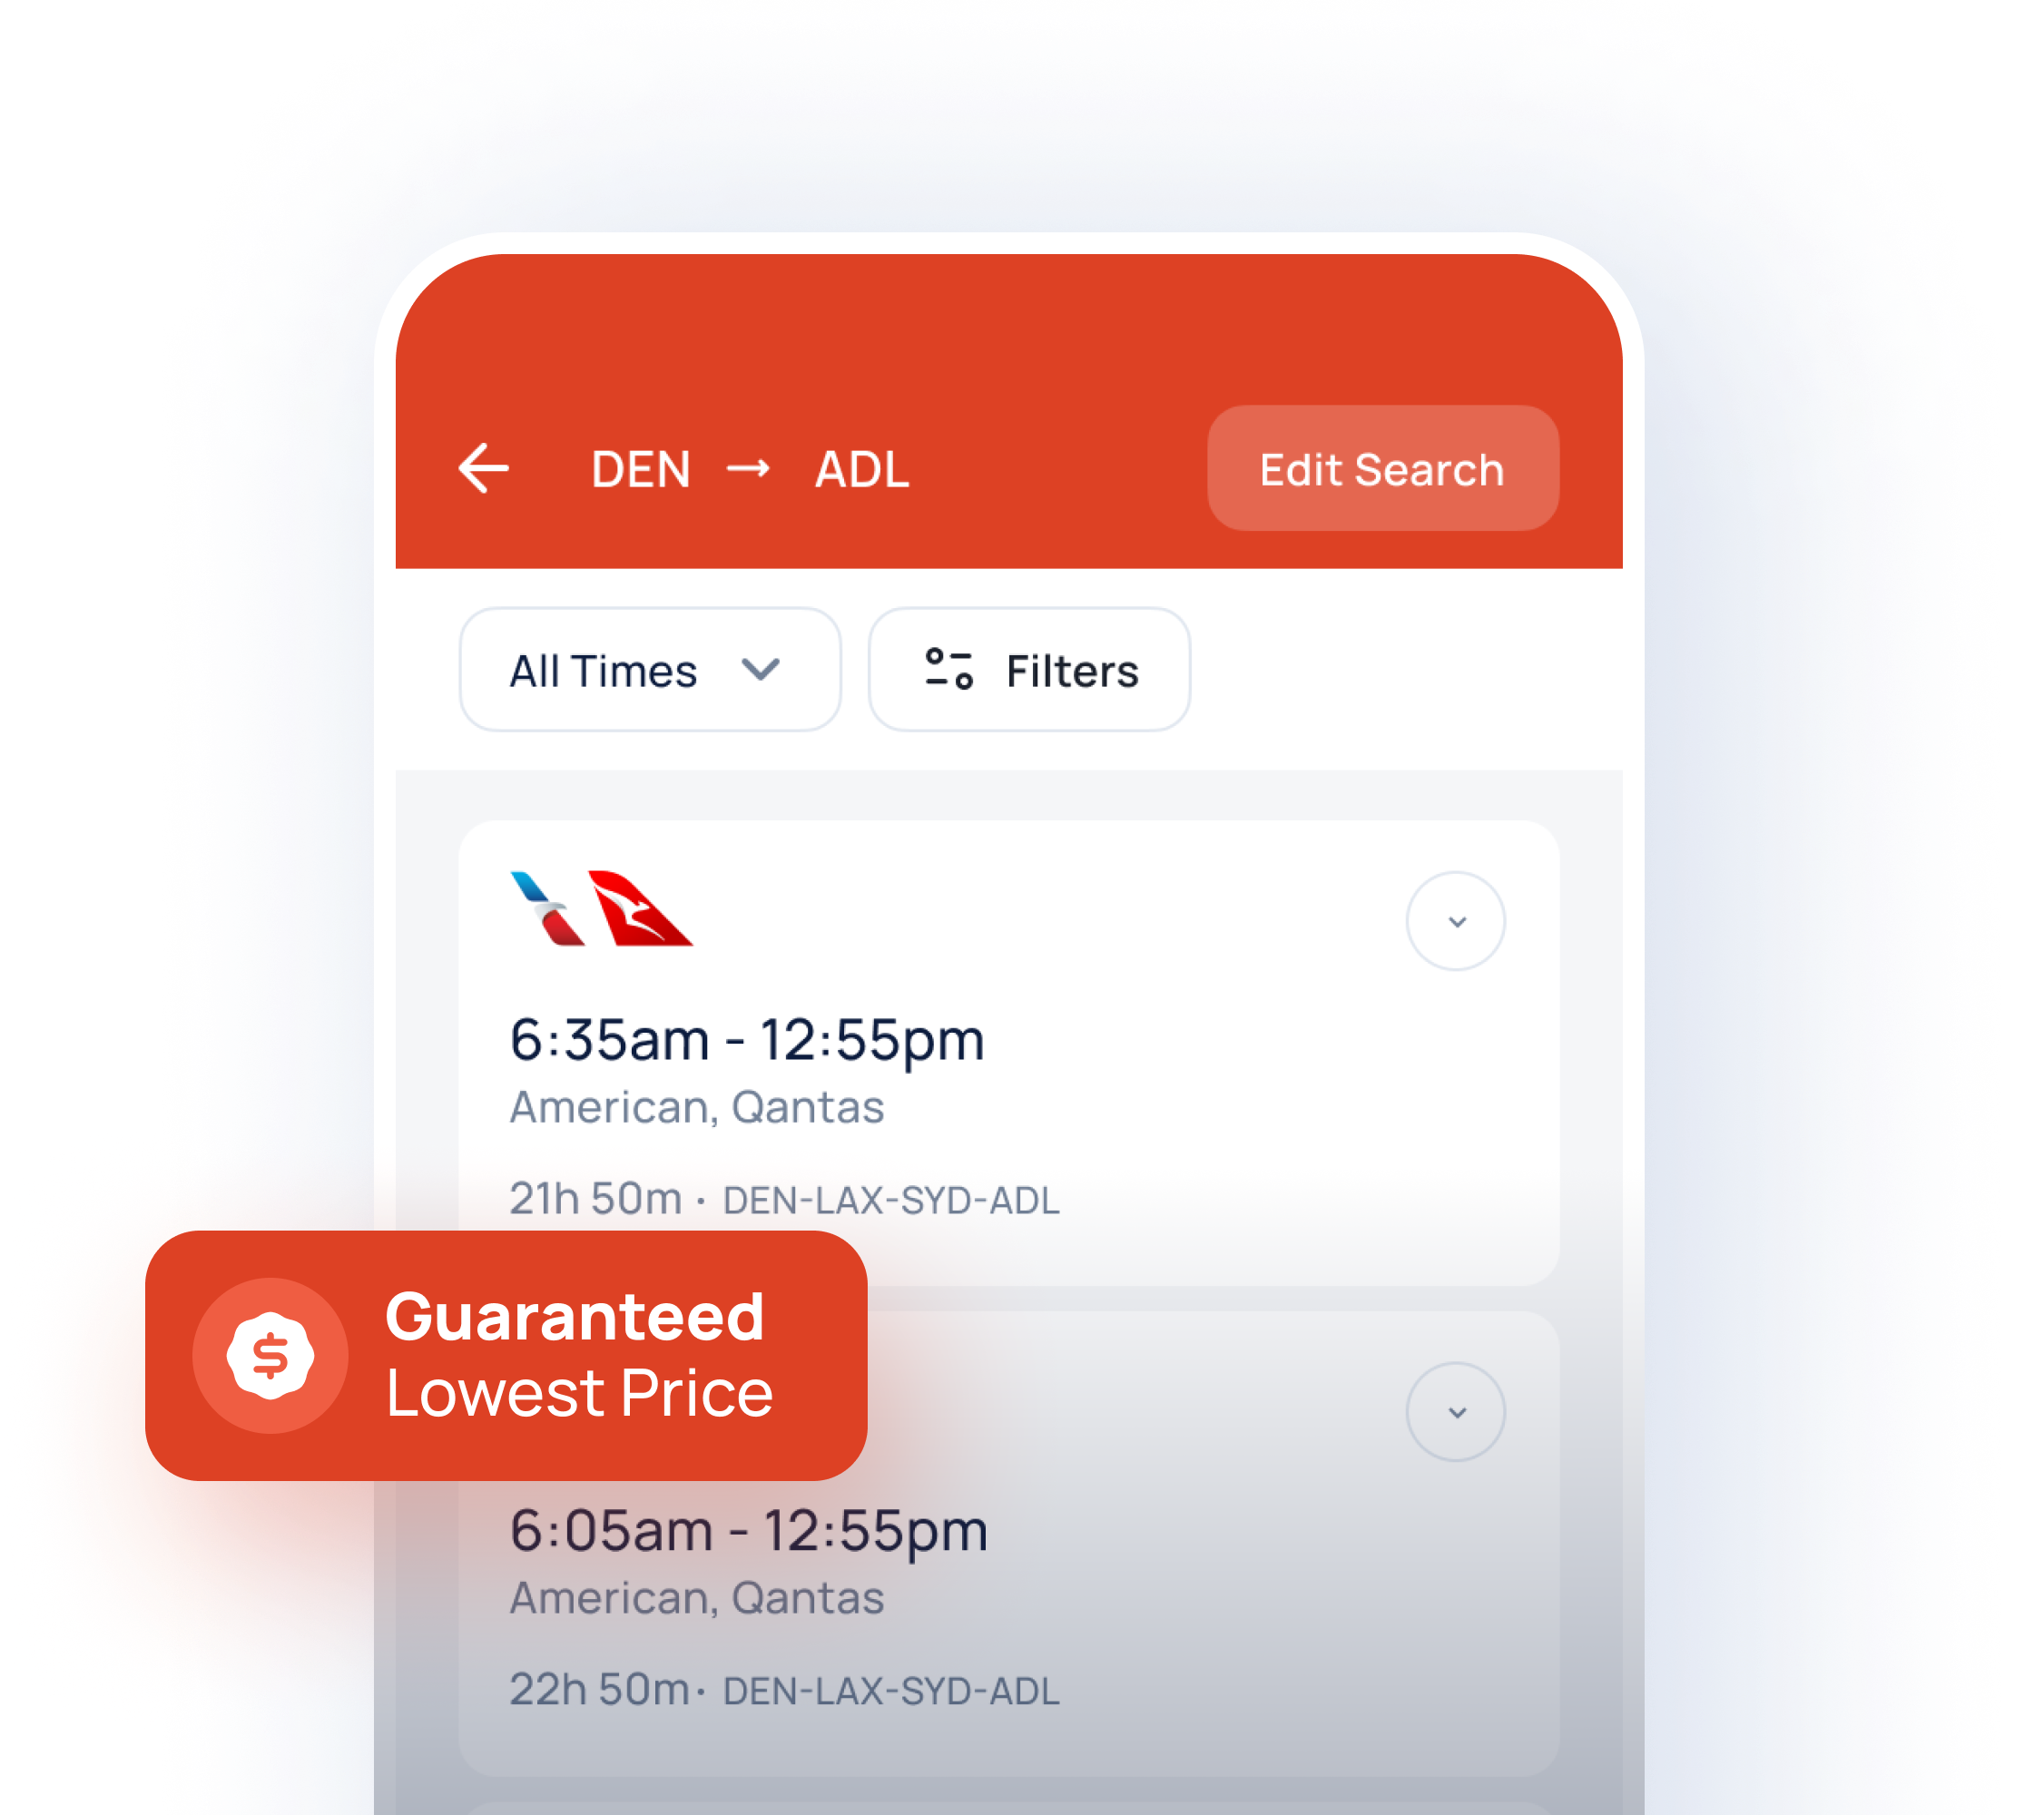 DEN → ADL
Edit Search
All Times
Filters
6:35am - 12:55pm
American, Qantas
21h 50m · DEN-LAX-SYD-ADL
Guaranteed
Lowest Price
6:05am - 12:55pm
American, Qantas
22h 50m· DEN-LAX-SYD-ADL